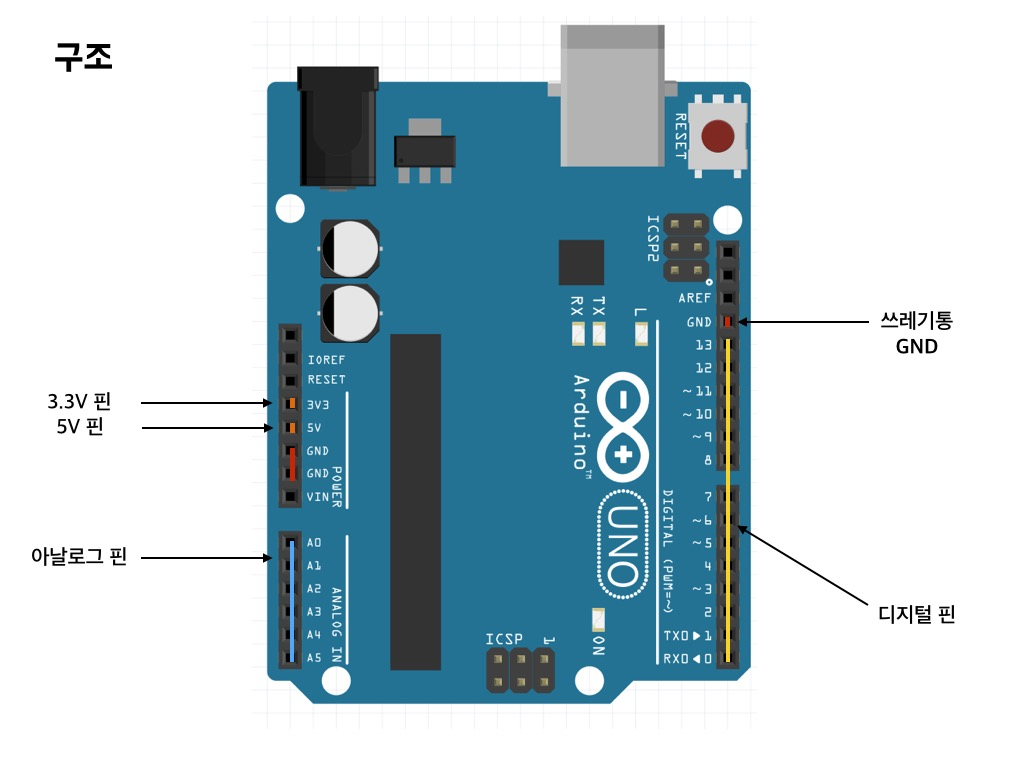 구조
RESET
ICSP2
AREF
GND
13
12
~11
~10
~9
8
7
~6
~5
4
~3
2
TX0▶1
RX0◀0
RX
TX
L
IOREF
RESET
3V3
5V
GND
GND
VIN
POWER
A0
A1
A2
A3
A4
A5
ANALOG IN
Arduino™
UNO
DIGITAL (PWM=~)
ICSP
1
ON
3.3V 핀
5V 핀
아날로그 핀
쓰레기통
GND
디지털 핀